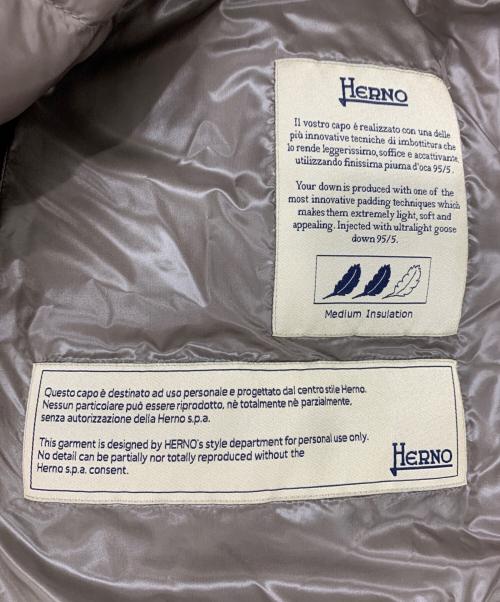 HERNO
Il vostro capo è realizzato con una delle
più innovative tecniche di imbottitura che
lo rende leggerissimo, soffice e accattivante,
utilizzando finissima piuma d'oca 95/5.
Your down is produced with one of the
most innovative padding techniques which
makes them extremely light, soft and
appealing. Injected with ultralight goose
down 95/5.
Medium Insulation
Questo capo è destinato ad uso personale e progettato dal centro stile Herno.
Nessun particolare può essere riprodotto, nè totalmente nè parzialmente,
senza autorizzazione della Herno s.p.a.
This garment is designed by HERNO's style department for personal use only.
No detail can be partially nor totally reproduced without the
Herno s.p.a. consent.
HERNO